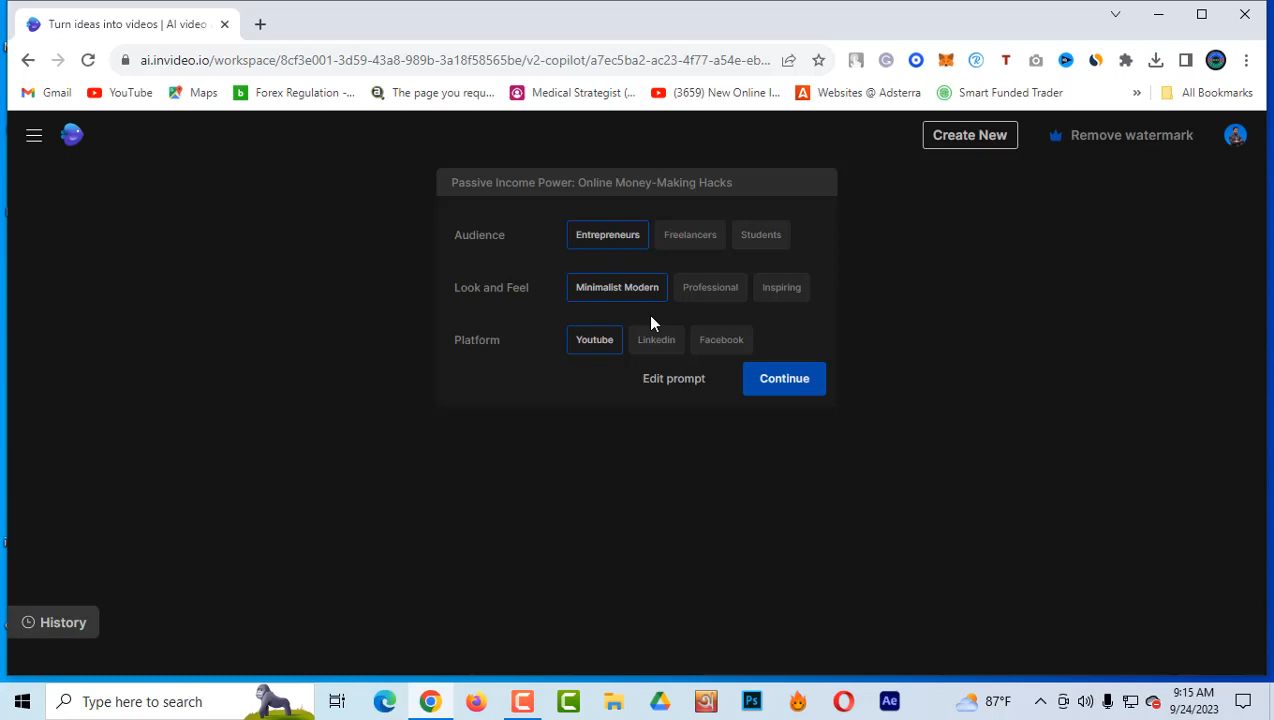 Turn ideas into videos | AI video
ai.invideo.io/workspace/8cf3e001-3d59-43a8-989b-3a18f58565be/v2-copilot/a7ec5ba2-ac23-4f77-a54e-eb...
Gmail YouTube Maps Forex Regulation -... The page you requ... Medical Strategist (... (3659) New Online I... Websites @ Adsterra Smart Funded Trader » All Bookmarks
Create New Remove watermark
Passive Income Power: Online Money-Making Hacks
Audience Entrepreneurs Freelancers Students
Look and Feel Minimalist Modern Professional Inspiring
Platform Youtube Linkedin Facebook
Edit prompt Continue
History
Type here to search Ps Ae 87°F 9:15 AM
9/24/2023